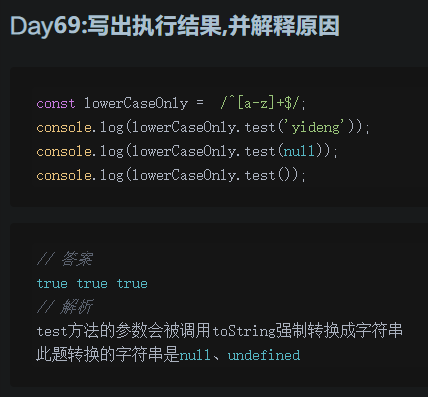 Day69:写出执行结果,并解释原因
const lowerCaseOnly =  /^[a-z]+$/;
console.log(lowerCaseOnly.test('yideng'));
console.log(lowerCaseOnly.test(null));
console.log(lowerCaseOnly.test());
// 答案
true true true
// 解析
test方法的参数会被调用toString强制转换成字符串
此题转换的字符串是null、undefined